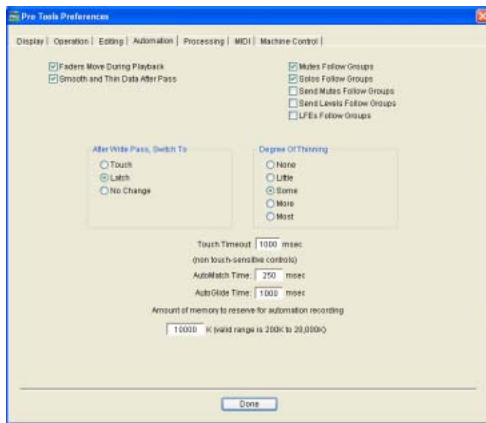 Pro Tools Preferences
Display Operation Editing Automation Processing MIDI Machine Control
Faders Move During Playback
Smooth and Thin Data After Pass
Mutes Follow Groups
Solos Follow Groups
Send Mutes Follow Groups
Send Levels Follow Groups
LFEs Follow Groups
After Write Pass, Switch To
Touch
Latch
No Change
Degree Of Thinning
None
Little
Some
More
Most
Touch Timeout 1000 msec
(non touch-sensitive controls)
AutoMatch Time: 250 msec
AutoGlide Time: 1000 msec
Amount of memory to reserve for automation recording
10000 K (valid range is 200K to 20,000K)
Done